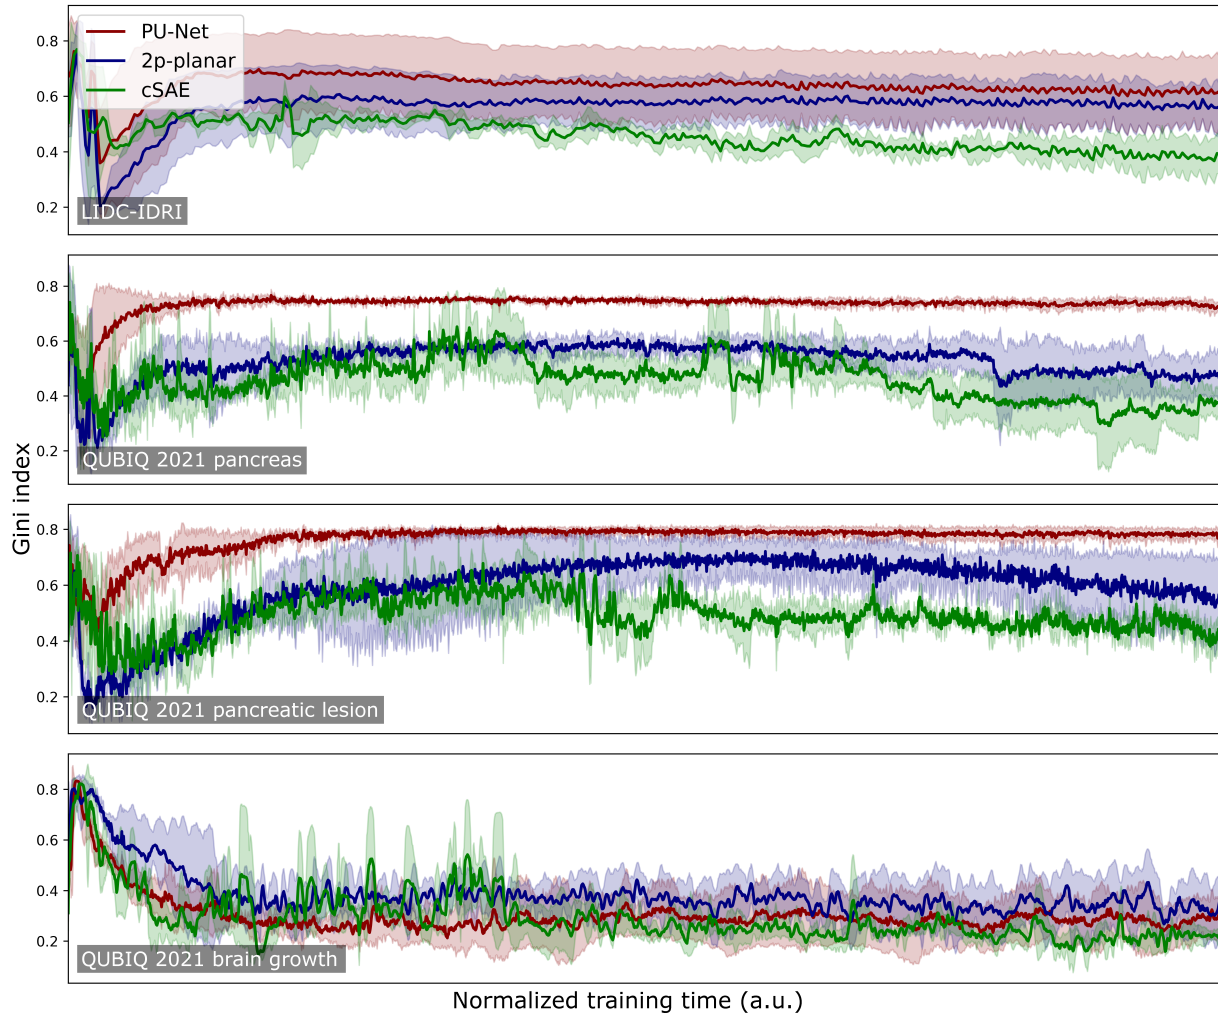 PU-Net
2p-planar
cSAE
0.8
0.6
0.4
0.2
LIDC-IDRI
0.8
0.6
0.4
0.2
QUBIQ 2021 pancreas
Gini index
0.8
0.6
0.4
0.2
QUBIQ 2021 pancreatic lesion
0.8
0.6
0.4
0.2
QUBIQ 2021 brain growth
Normalized training time (a.u.)